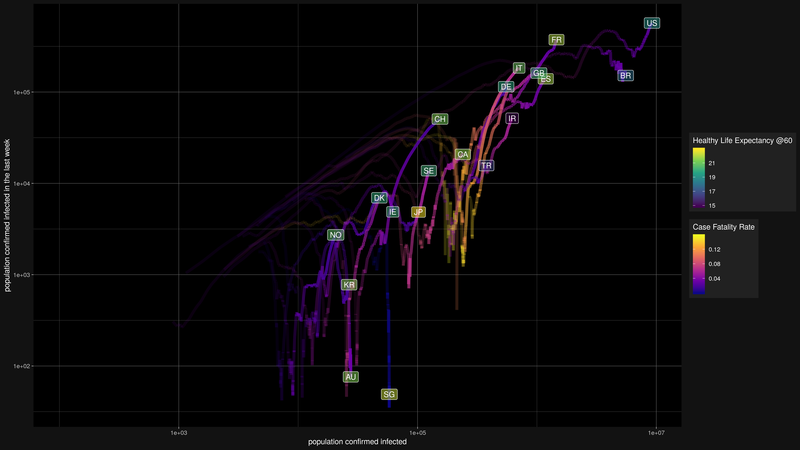 US
FR
IT
GB
ES
BR
DE
CH
IR
CA
TR
SE
DK
IE
JP
NO
KR
AU
SG
1e+05
1e+04
1e+03
1e+02
population confirmed infected in the last week
1e+03
1e+05
1e+07
population confirmed infected
Healthy Life Expectancy @60
21
19
17
15
Case Fatality Rate
0.12
0.08
0.04